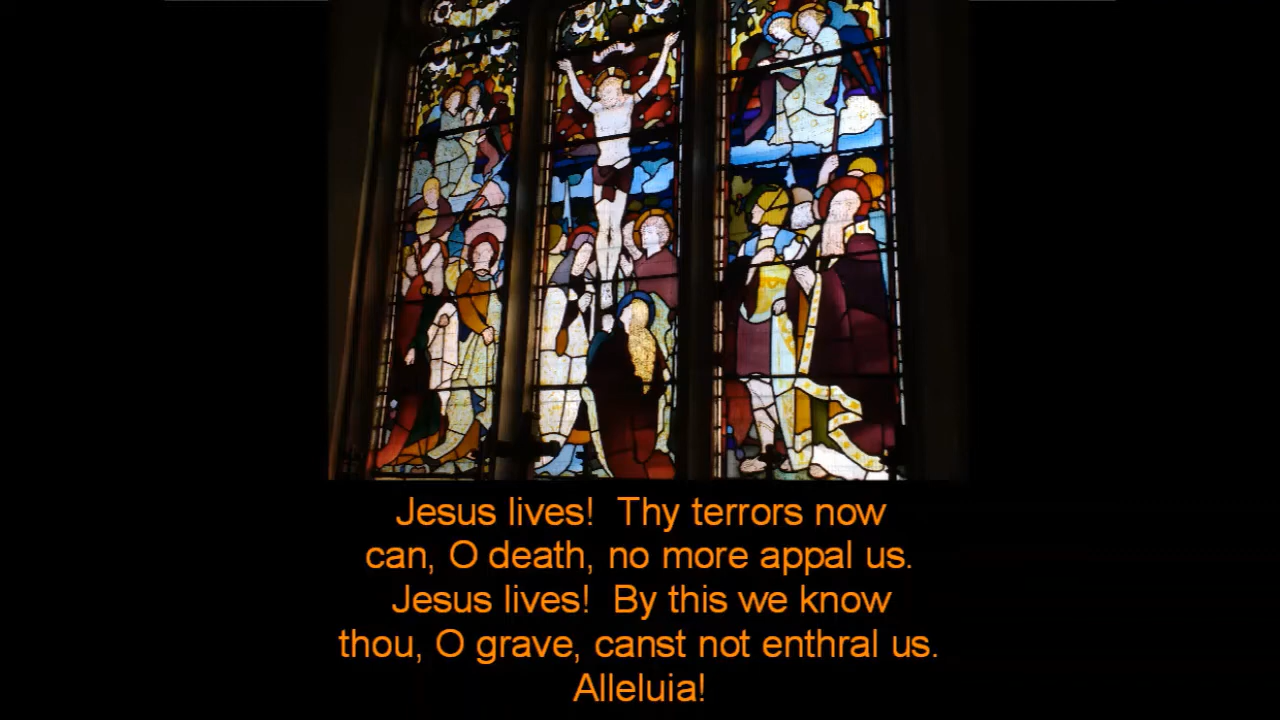 Jesus lives!  Thy terrors now
can, O death, no more appal us.
Jesus lives!  By this we know
thou, O grave, canst not enthral us.
Alleluia!